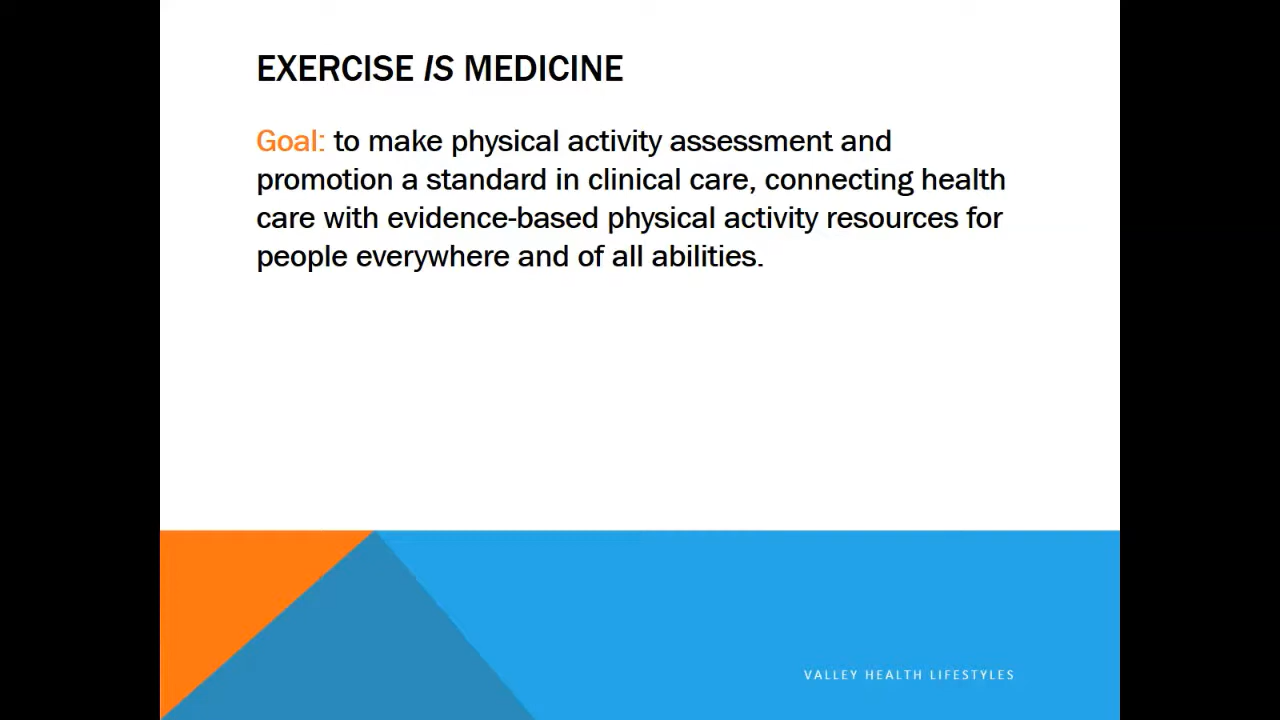 EXERCISE IS MEDICINE
Goal: to make physical activity assessment and
promotion a standard in clinical care, connecting health
care with evidence-based physical activity resources for
people everywhere and of all abilities.
VALLEY HEALTH LIFESTYLES